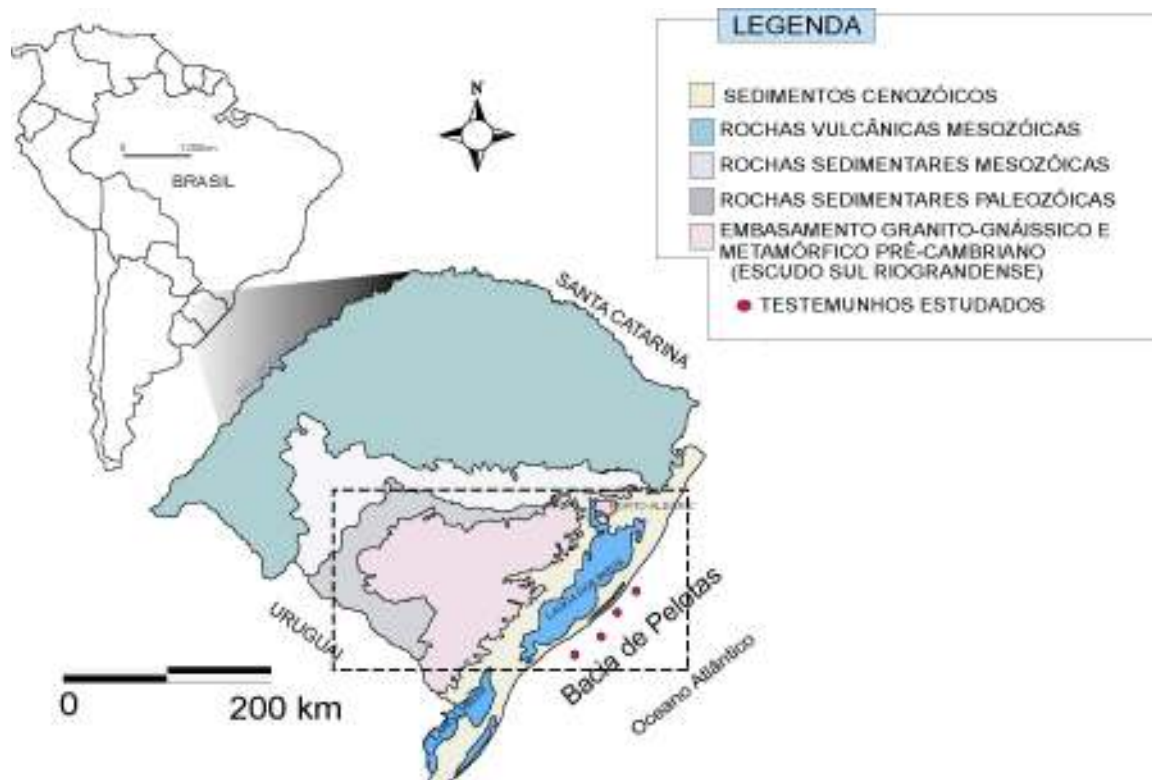 LEGENDA
SEDIMENTOS CENOZÓICOS
ROCHAS VULCÂNICAS MESOZÓICAS
ROCHAS SEDIMENTARES MESOZÓICAS
ROCHAS SEDIMENTARES PALEOZÓICAS
EMBASAMENTO GRANITO-GNÁISSICO E
METAMÓRFICO PRÉ-CAMBRIANO
(ESCUDO SUL RIOGRANDENSE)
TESTEMUNHOS ESTUDADOS
N
0
BRASIL
SANTA CATARINA
URUGUAI
Bacia de Pelotas
Oceano Atlântico
0 200 km